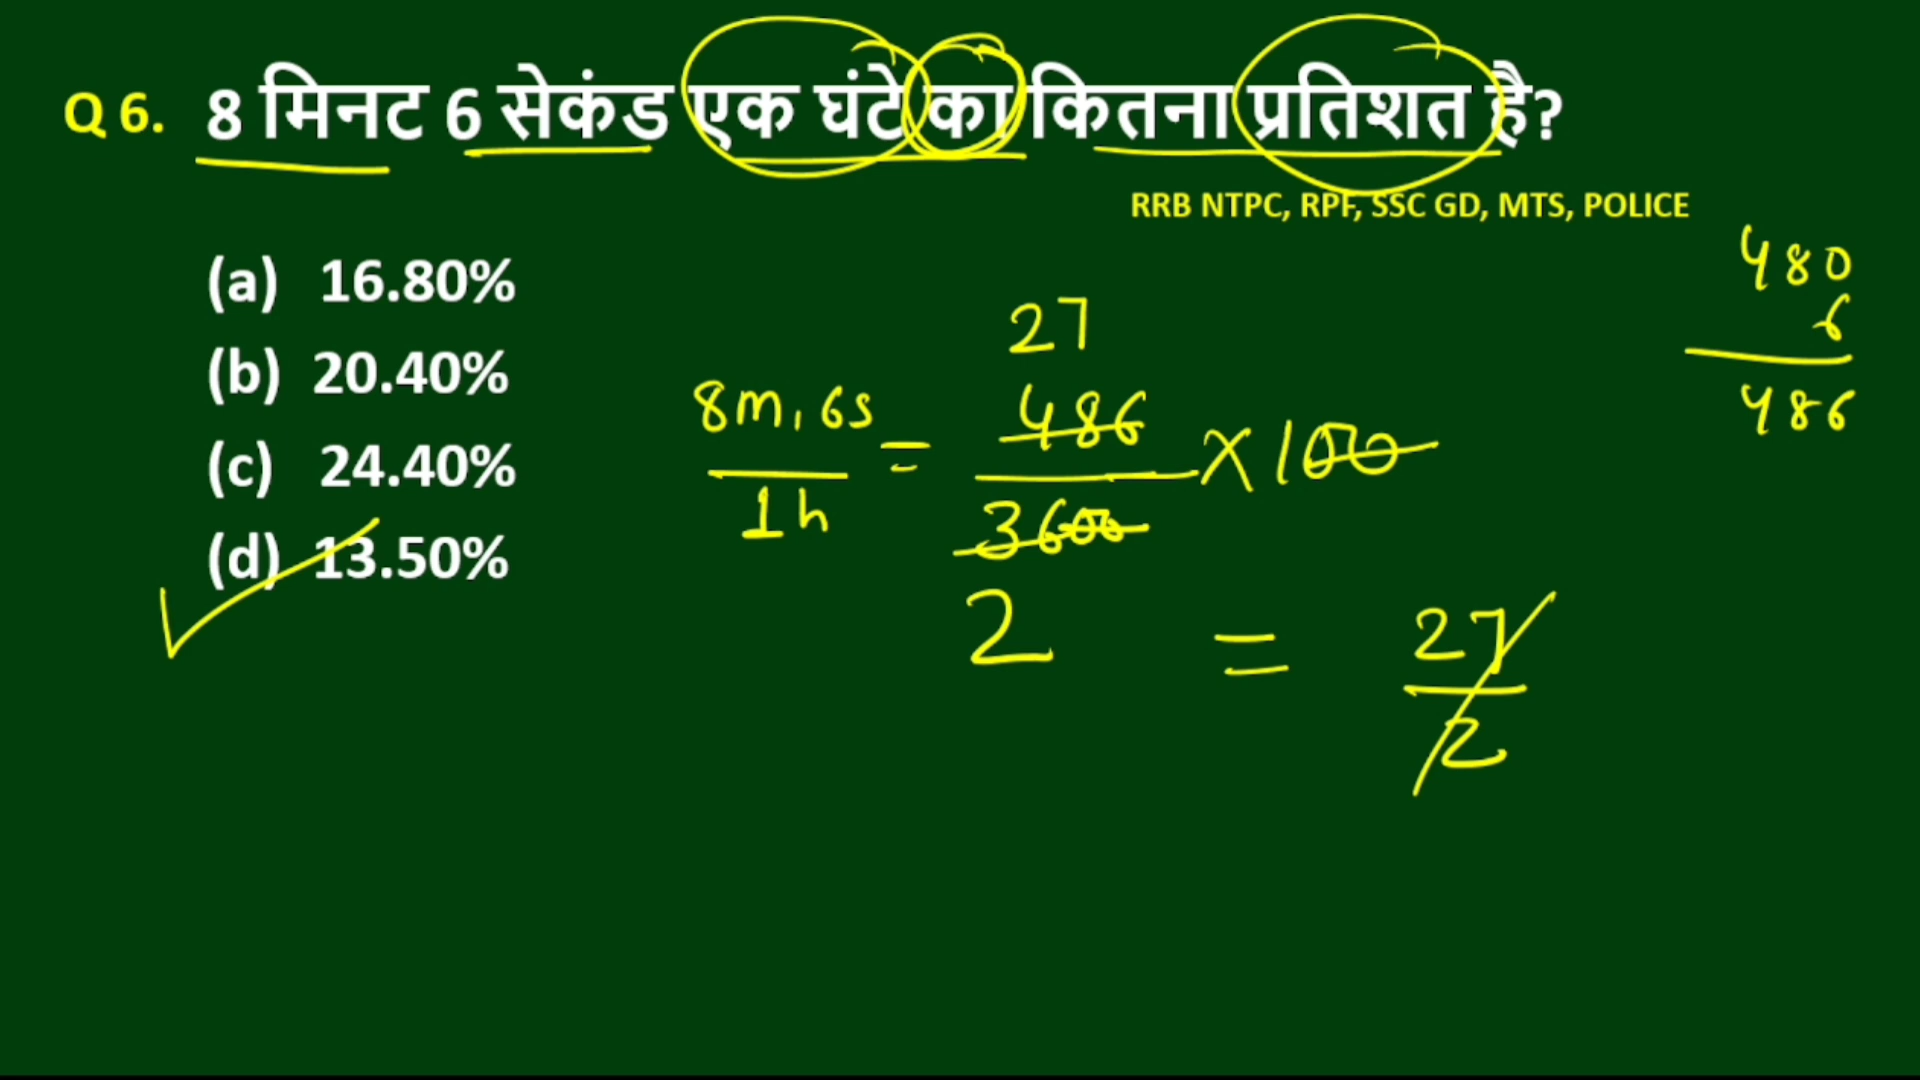 Q 6. 8 मिनट 6 सेकंड एक घंटे का कितना प्रतिशत है?
RRB NTPC, RPF, SSC GD, MTS, POLICE
(a) 16.80%
(b) 20.40%
(c) 24.40%
(d) 13.50%
27
8m, 6s = 486 × 100
1h 3600
2
= 27
2
480
6
486